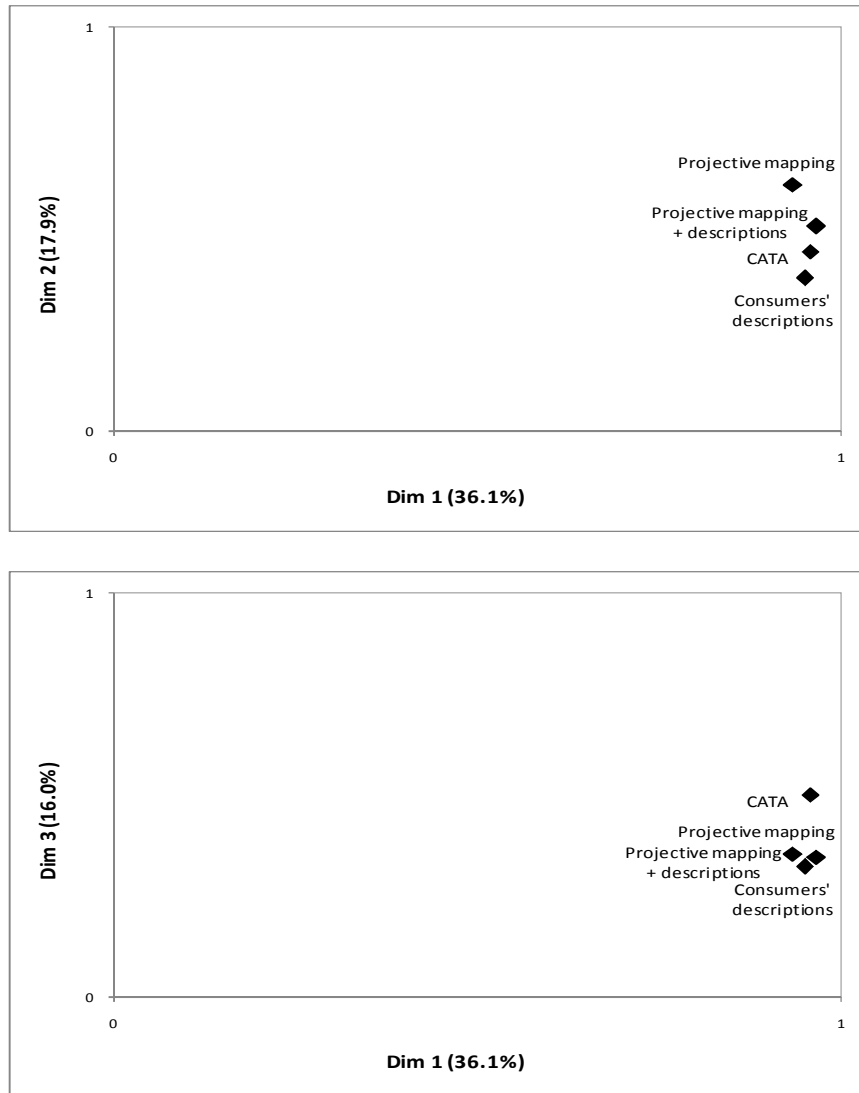 1
Projective mapping
Projective mapping
+ descriptions
CATA
Consumers'
descriptions
Dim 2 (17.9%)
0
0
1
Dim 1 (36.1%)
1
CATA
Projective mapping
Projective mapping
+ descriptions
Consumers'
descriptions
Dim 3 (16.0%)
0
0
1
Dim 1 (36.1%)